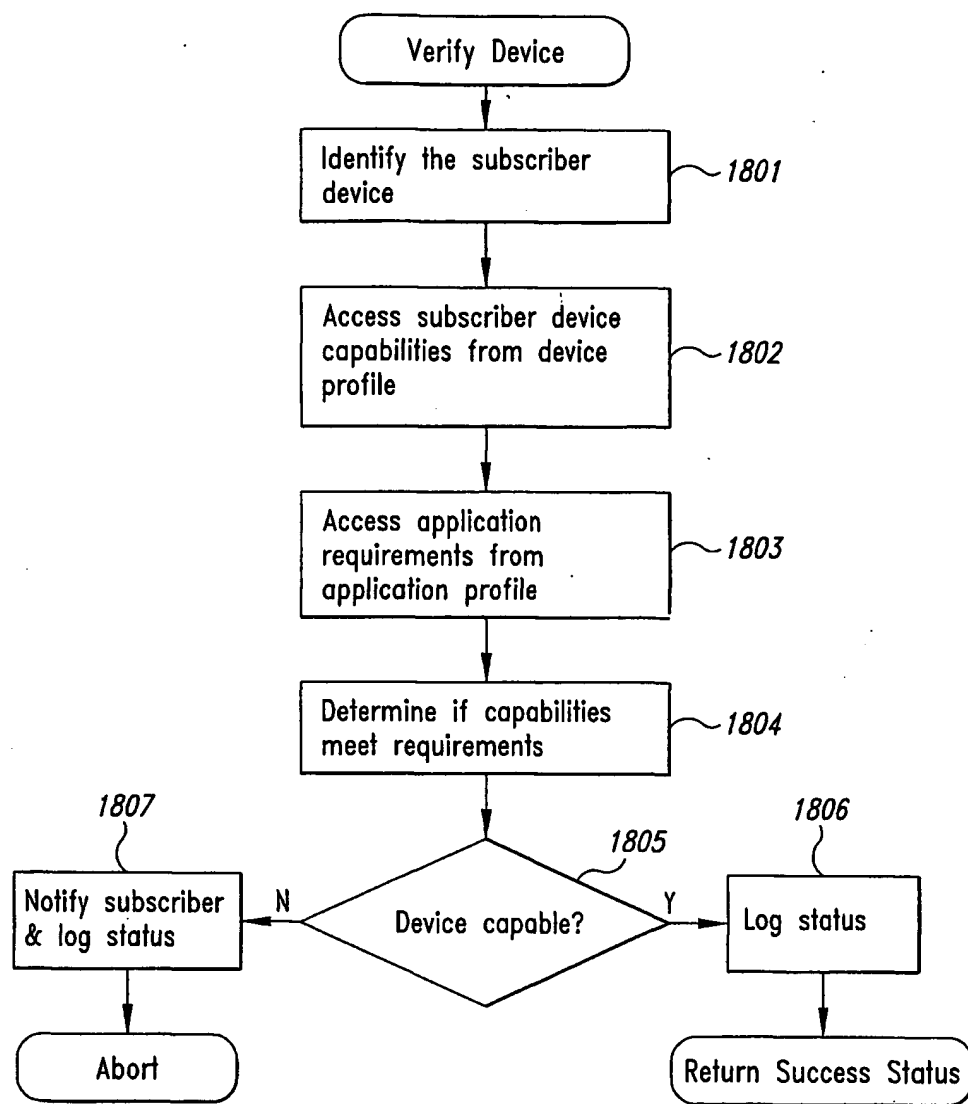 Verify Device
Identify the subscriber
device
1801
Access subscriber device
capabilities from device
profile
1802
Access application
requirements from
application profile
1803
Determine if capabilities
meet requirements
1804
1805
Device capable?
N
Y
1807
Notify subscriber
& log status
Abort
1806
Log status
Return Success Status